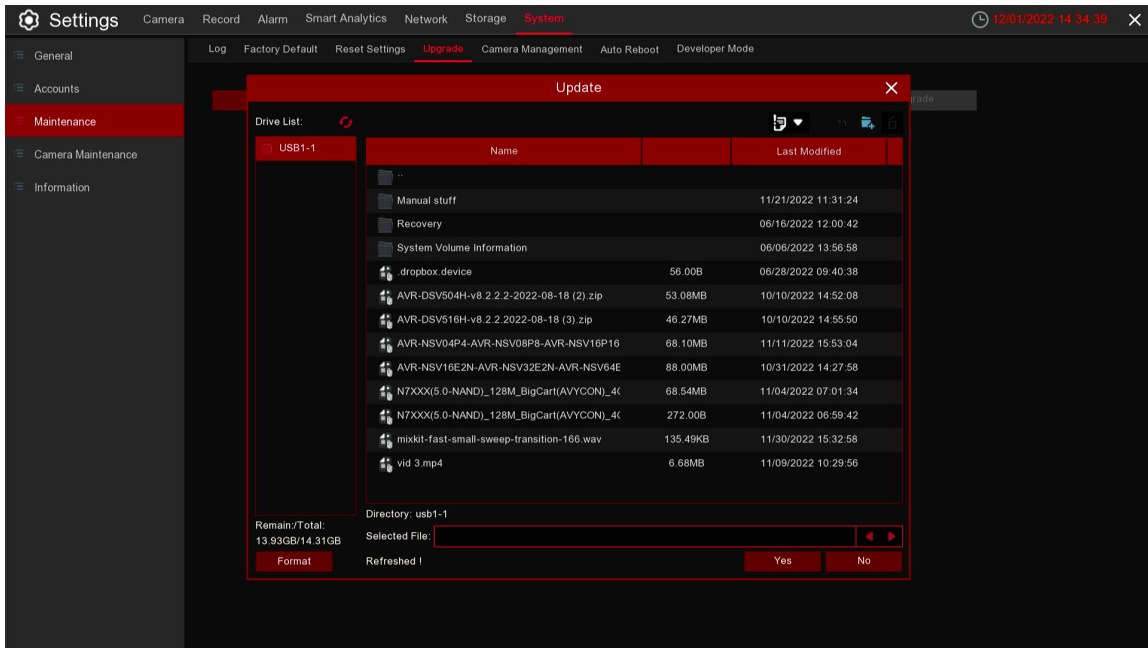 Settings Camera Record Alarm Smart Analytics Network Storage System 12/01/2022 14:34:39
General
Accounts
Maintenance
Camera Maintenance
Information
Log Factory Default Reset Settings Upgrade Camera Management Auto Reboot Developer Mode
Update
Drive List:
USB1-1
Name Last Modified
..
Manual stuff 11/21/2022 11:31:24
Recovery 06/16/2022 12:00:42
System Volume Information 06/06/2022 13:56:58
.dropbox.device 56.00B 06/28/2022 09:40:38
AVR-DSV504H-v8.2.2.2-2022-08-18 (2).zip 53.08MB 10/10/2022 14:52:08
AVR-DSV516H-v8.2.2.2022-08-18 (3).zip 46.27MB 10/10/2022 14:55:50
AVR-NSV04P4-AVR-NSV08P8-AVR-NSV16P16 68.10MB 11/11/2022 15:53:04
AVR-NSV16E2N-AVR-NSV32E2N-AVR-NSV64E 88.00MB 10/31/2022 14:27:58
N7XXX(5.0-NAND)_128M_BigCart(AVYCON)_4( 68.54MB 11/04/2022 07:01:34
N7XXX(5.0-NAND)_128M_BigCart(AVYCON)_4( 272.00B 11/04/2022 06:59:42
mixkit-fast-small-sweep-transition-166.wav 135.49KB 11/30/2022 15:32:58
vid 3.mp4 6.68MB 11/09/2022 10:29:56
Remain:/Total:
13.93GB/14.31GB
Format
Directory: usb1-1
Selected File:
Refreshed !
Yes No